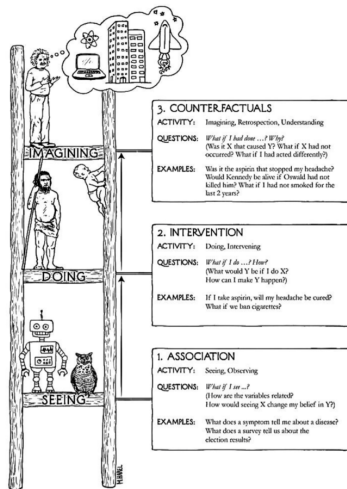 3. COUNTERFACTUALS
ACTIVITY: Imagining, Retrospection, Understanding
QUESTIONS: What if I had done …? Why?
(Was it X that caused Y? What if X had not
occurred? What if I had acted differently?)
EXAMPLES: Was it the aspirin that stopped my headache?
Would Kennedy be alive if Oswald had not
killed him? What if I had not smoked for the
last 2 years?
IMAGINING
2. INTERVENTION
ACTIVITY: Doing, Intervening
QUESTIONS: What if I do …? How?
(What would Y be if I do X?
How can I make Y happen?)
EXAMPLES: If I take aspirin, will my headache be cured?
What if we ban cigarettes?
DOING
1. ASSOCIATION
ACTIVITY: Seeing, Observing
QUESTIONS: What if I see …?
(How are the variables related?
How would seeing X change my belief in Y?)
EXAMPLES: What does a symptom tell me about a disease?
What does a survey tell us about the
election results?
SEEING